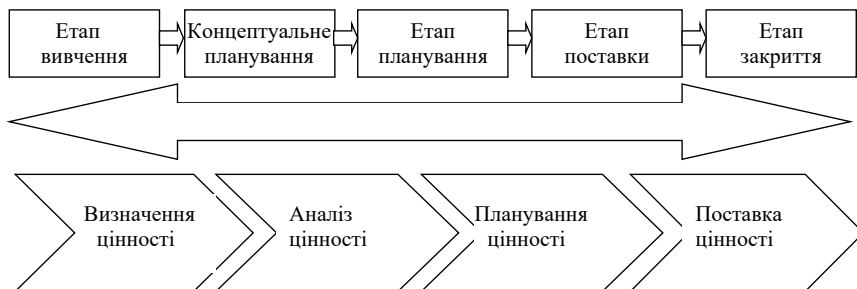 Етап
вивчення
Концептуальне
планування
Етап
планування
Етап
поставки
Етап
закриття
Визначення
цінності
Аналіз
цінності
Планування
цінності
Поставка
цінності